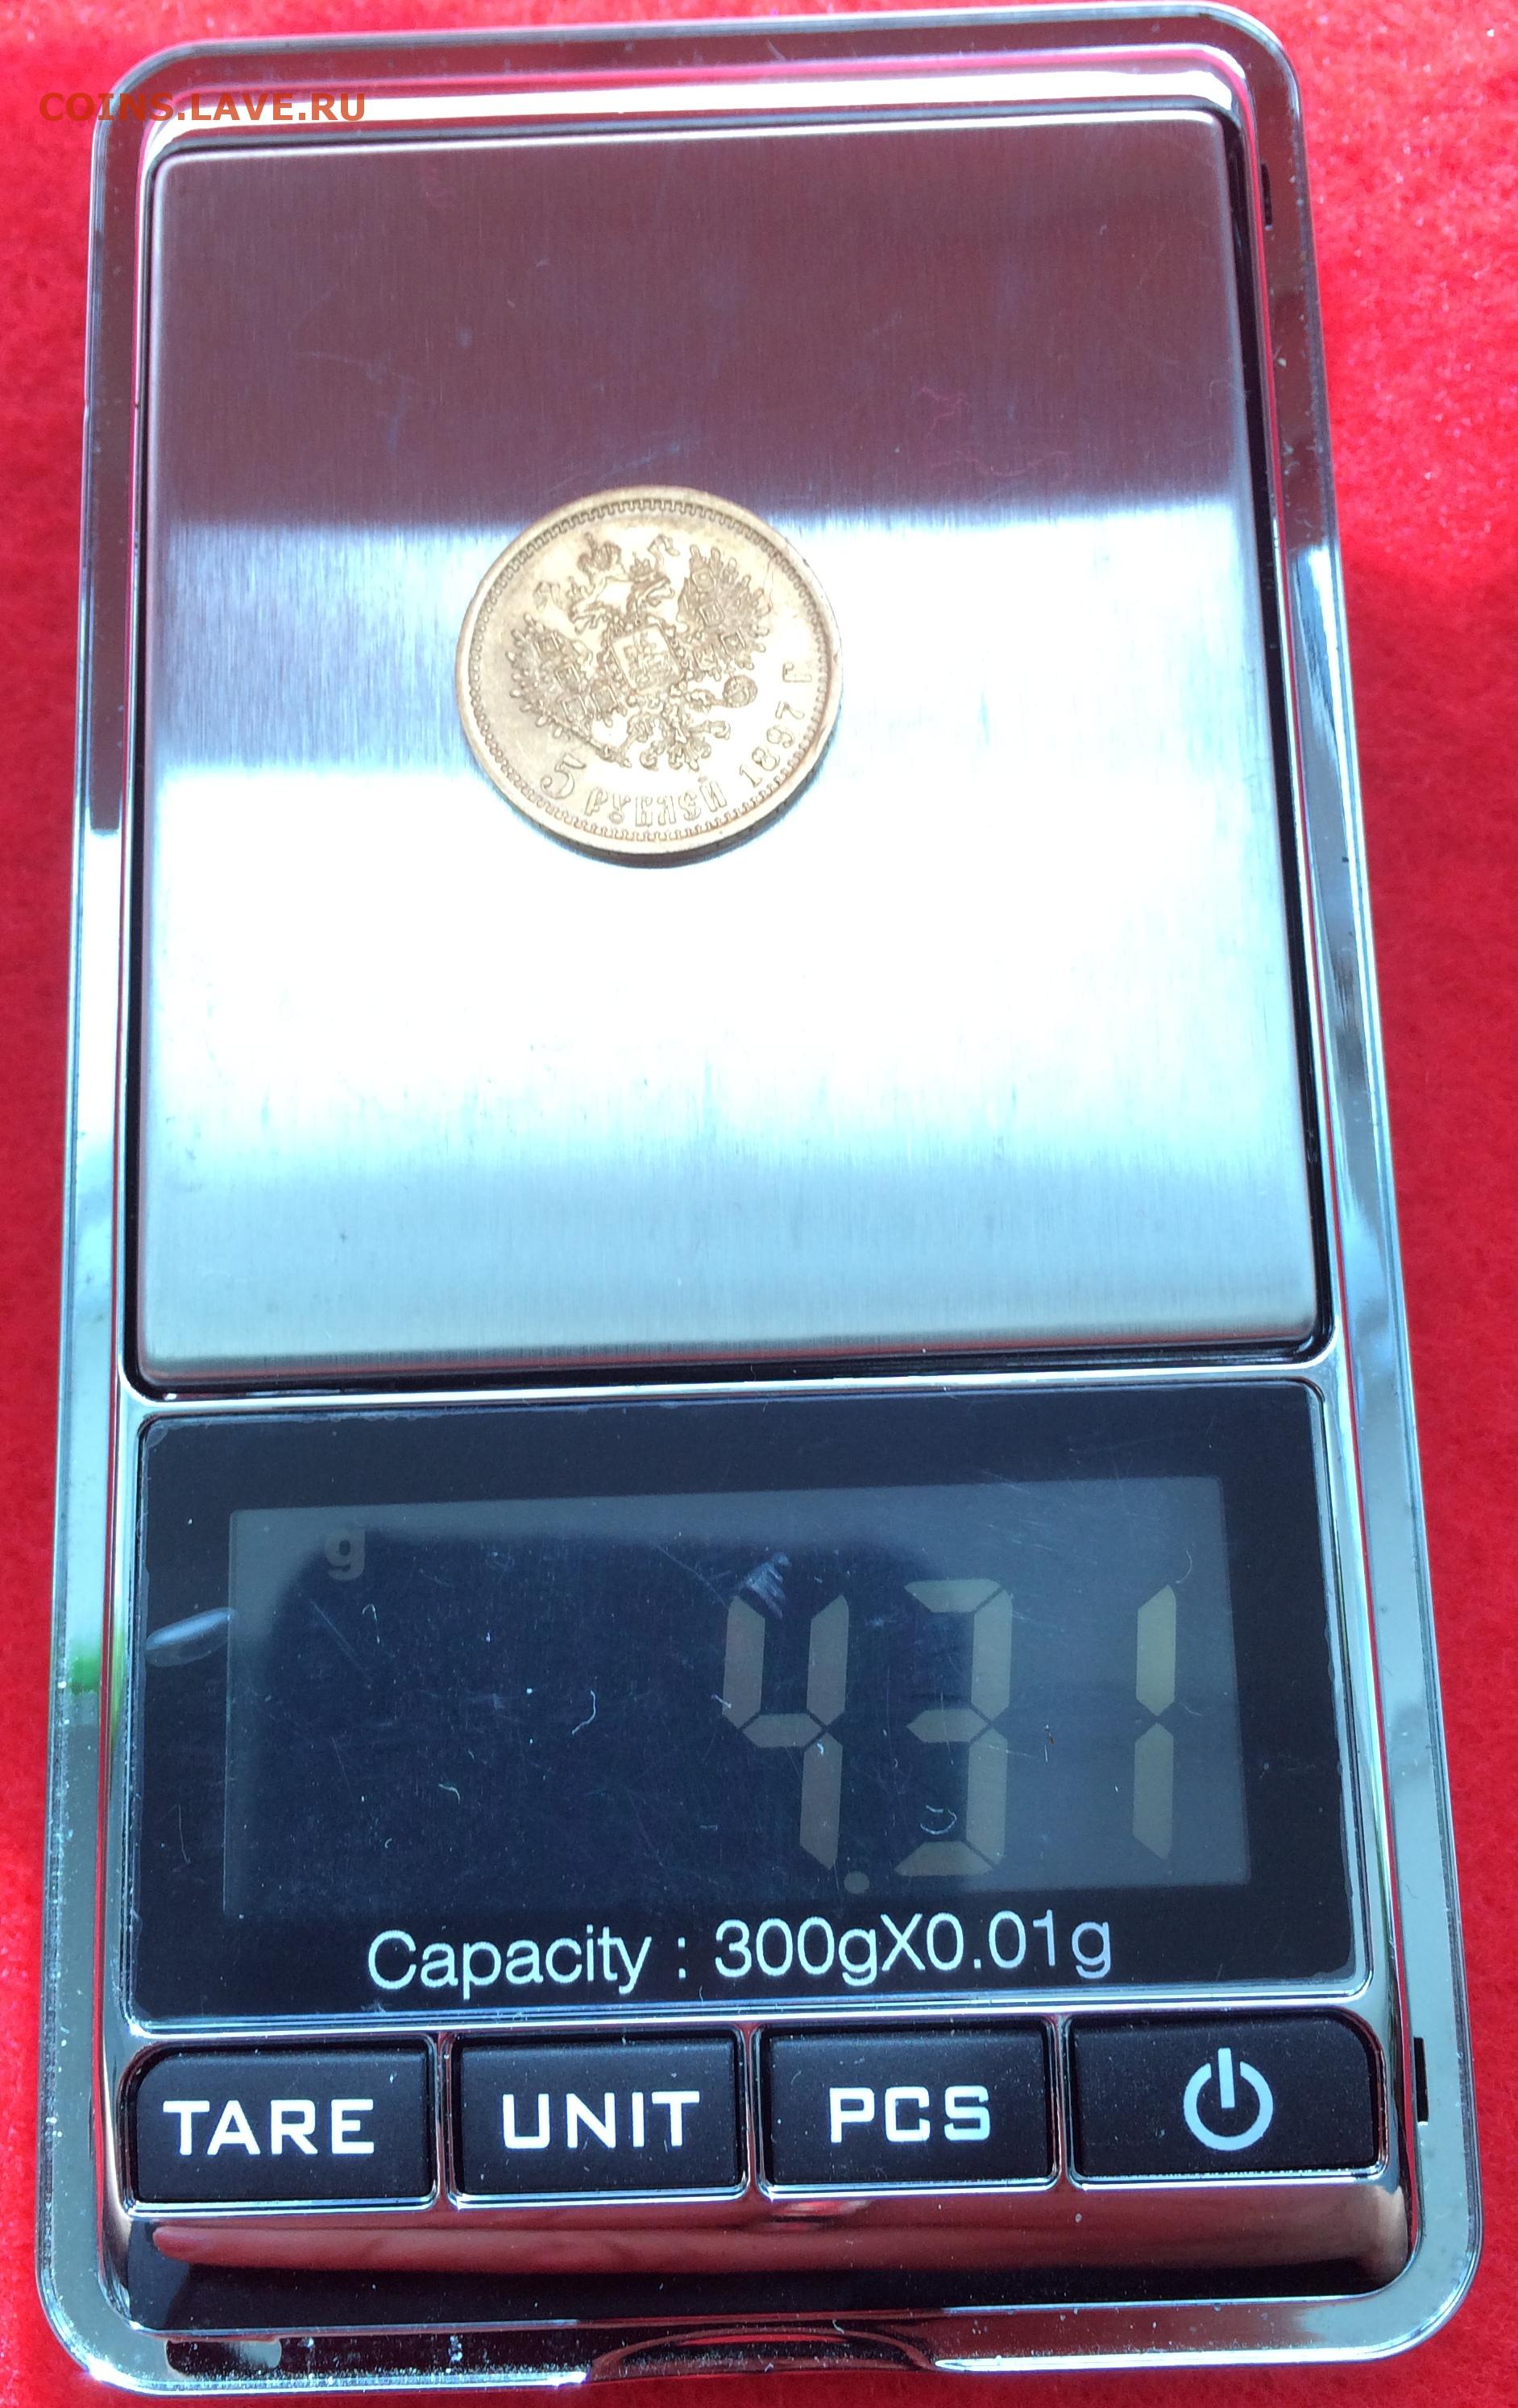 COINS.LAVE.RU
5 РУБЛЕЙ 1897 Г.
g
4.31
Capacity : 300gX0.01g
TARE UNIT PCS